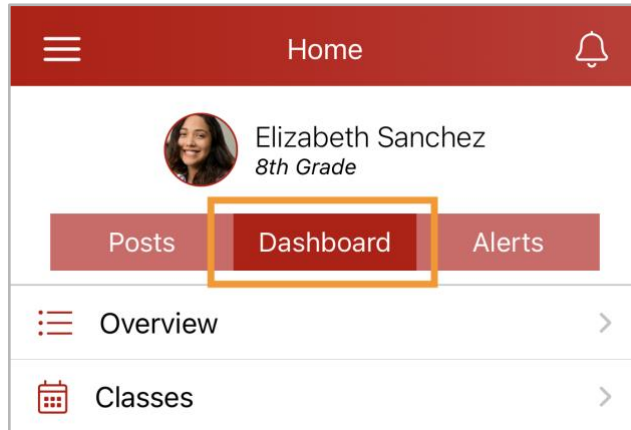 Home
Elizabeth Sanchez
8th Grade
Posts Dashboard Alerts
Overview
Classes